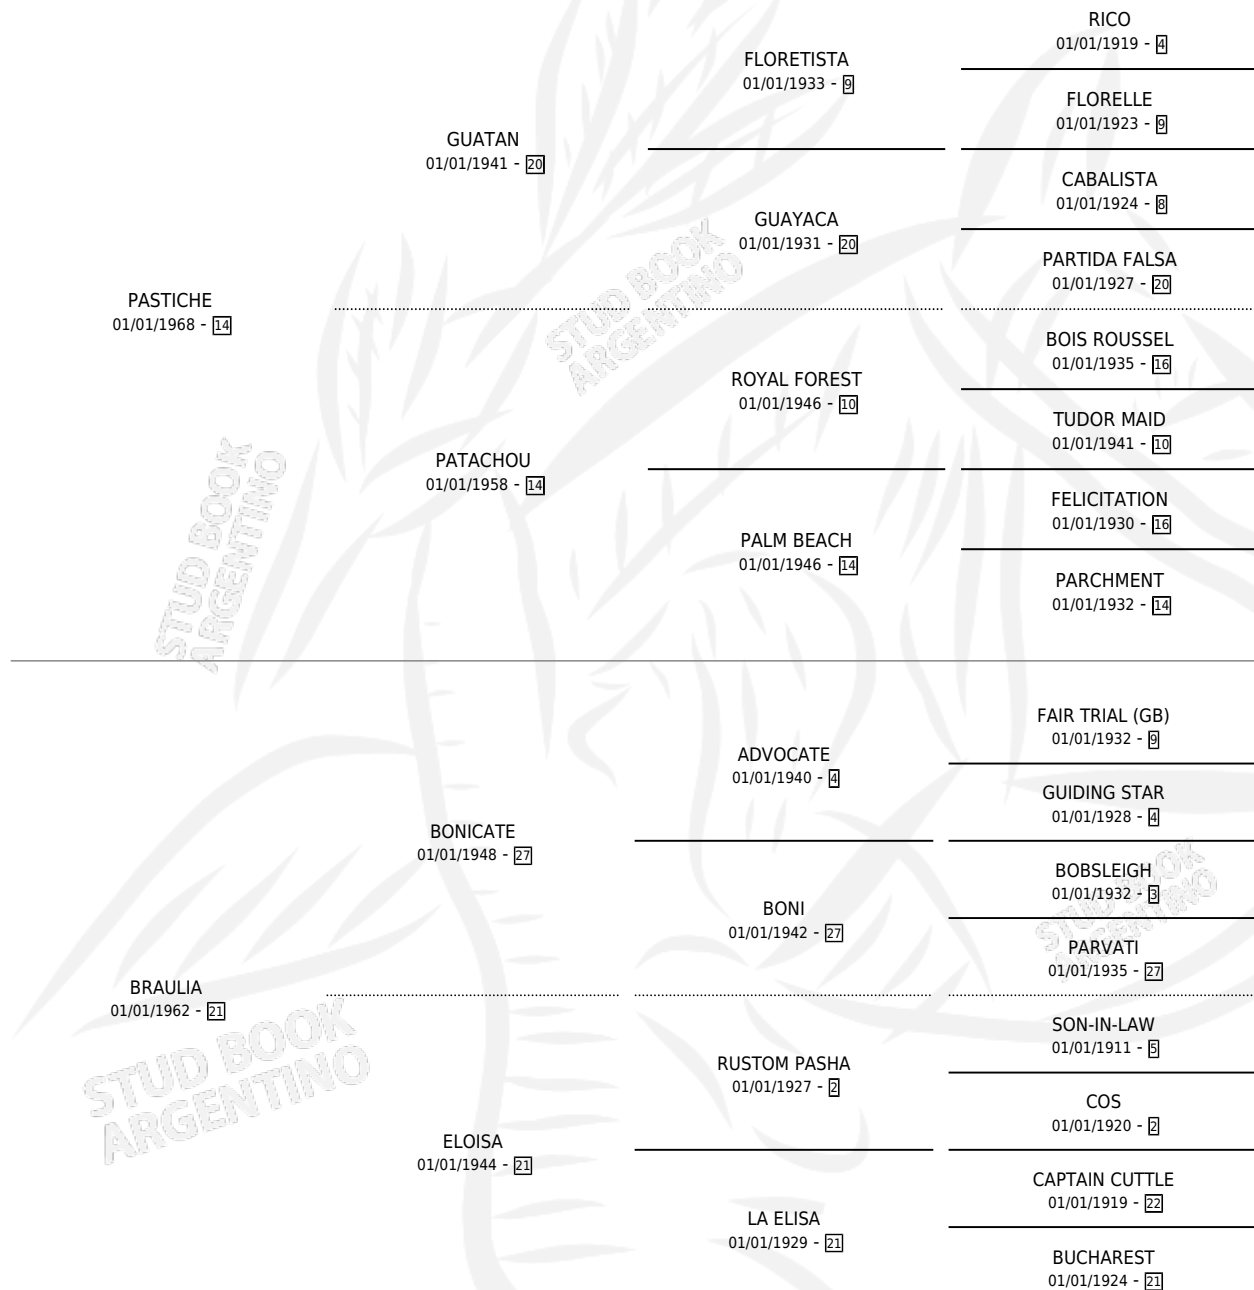 RICO
01/01/1919 - 4
FLORETISTA
01/01/1933 - 9
FLORELLE
01/01/1923 - 9
GUATAN
01/01/1941 - 20
CABALISTA
01/01/1924 - 8
GUAYACA
01/01/1931 - 20
PARTIDA FALSA
01/01/1927 - 20
PASTICHE
01/01/1968 - 14
STUD BOOK
ARGENTINO
BOIS ROUSSEL
01/01/1935 - 16
ROYAL FOREST
01/01/1946 - 10
TUDOR MAID
01/01/1941 - 10
PATACHOU
01/01/1958 - 14
FELICITATION
01/01/1930 - 16
PALM BEACH
01/01/1946 - 14
PARCHMENT
01/01/1932 - 14
STUD BOOK
ARGENTINO
FAIR TRIAL (GB)
01/01/1932 - 9
ADVOCATE
01/01/1940 - 4
GUIDING STAR
01/01/1928 - 4
BONICATE
01/01/1948 - 27
BOBSLEIGH
01/01/1932 - 3
BONI
01/01/1942 - 27
PARVATI
01/01/1935 - 27
STUD BOOK
ARGENTINO
BRAULIA
01/01/1962 - 21
SON-IN-LAW
01/01/1911 - 5
RUSTOM PASHA
01/01/1927 - 2
COS
01/01/1920 - 2
STUD BOOK
ARGENTINO
ELOISA
01/01/1944 - 21
CAPTAIN CUTTLE
01/01/1919 - 22
LA ELISA
01/01/1929 - 21
BUCHAREST
01/01/1924 - 21